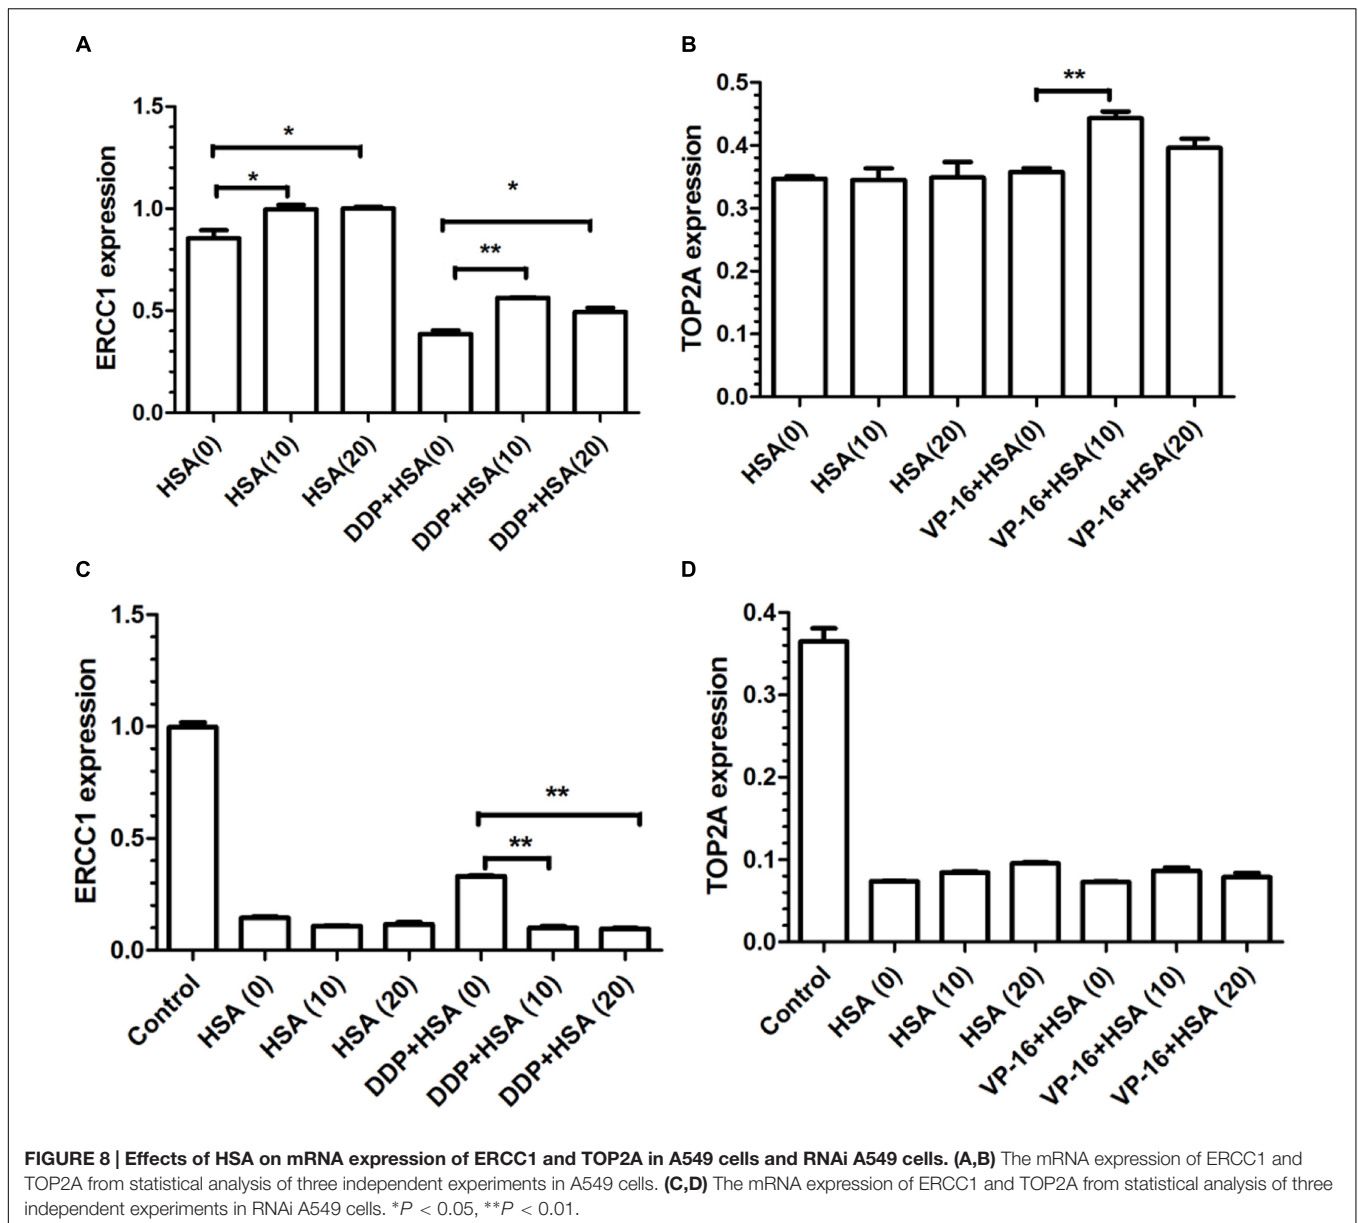 A
1.5
1.0
0.5
0.0
ERCC1 expression
*
*
*
**
HSA(0)
HSA(10)
HSA(20)
DDP+HSA(0)
DDP+HSA(10)
DDP+HSA(20)
B
0.5
0.4
0.3
0.2
0.1
0.0
TOP2A expression
**
HSA(0)
HSA(10)
HSA(20)
VP-16+HSA(0)
VP-16+HSA(10)
VP-16+HSA(20)
C
1.5
1.0
0.5
0.0
ERCC1 expression
**
**
Control
HSA (0)
HSA (10)
HSA (20)
DDP+HSA (0)
DDP+HSA (10)
DDP+HSA (20)
D
0.4
0.3
0.2
0.1
0.0
TOP2A expression
Control
HSA (0)
HSA (10)
HSA (20)
VP-16+HSA (0)
VP-16+HSA (10)
VP-16+HSA (20)
FIGURE 8 | Effects of HSA on mRNA expression of ERCC1 and TOP2A in A549 cells and RNAi A549 cells. (A,B) The mRNA expression of ERCC1 and
TOP2A from statistical analysis of three independent experiments in A549 cells. (C,D) The mRNA expression of ERCC1 and TOP2A from statistical analysis of three
independent experiments in RNAi A549 cells. *P < 0.05, **P < 0.01.